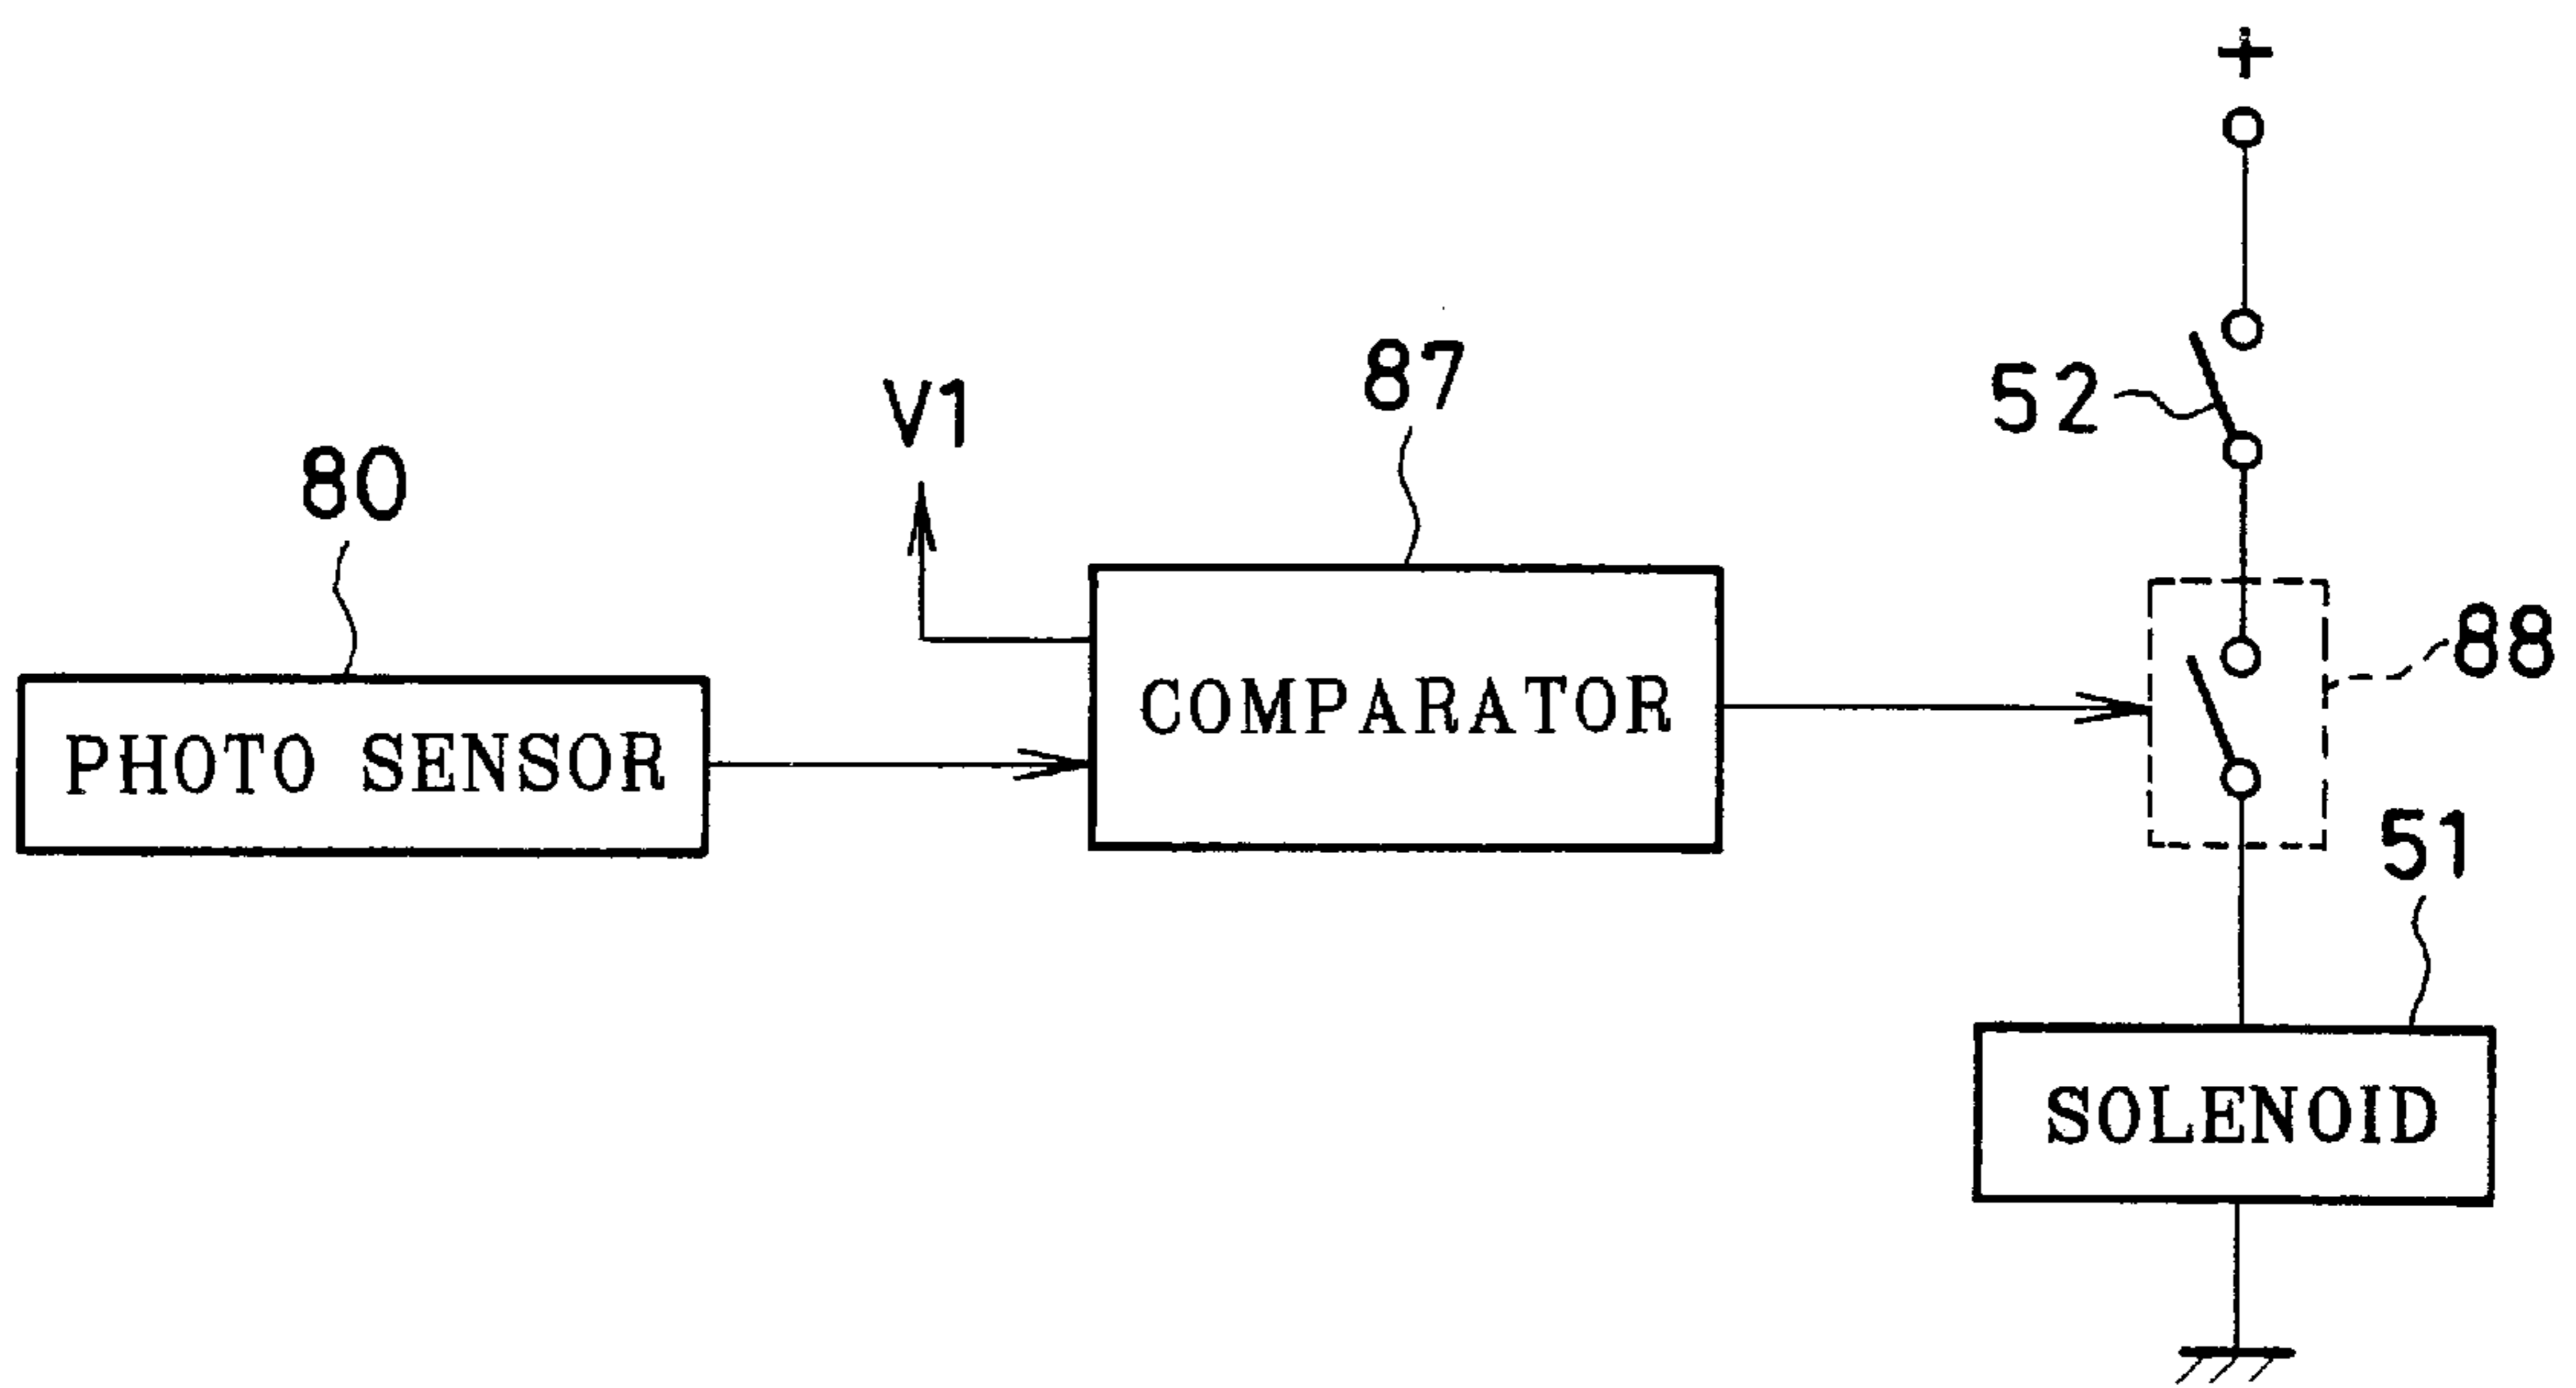 +
87
V1
52
80
88
COMPARATOR
PHOTO SENSOR
51
SOLENOID